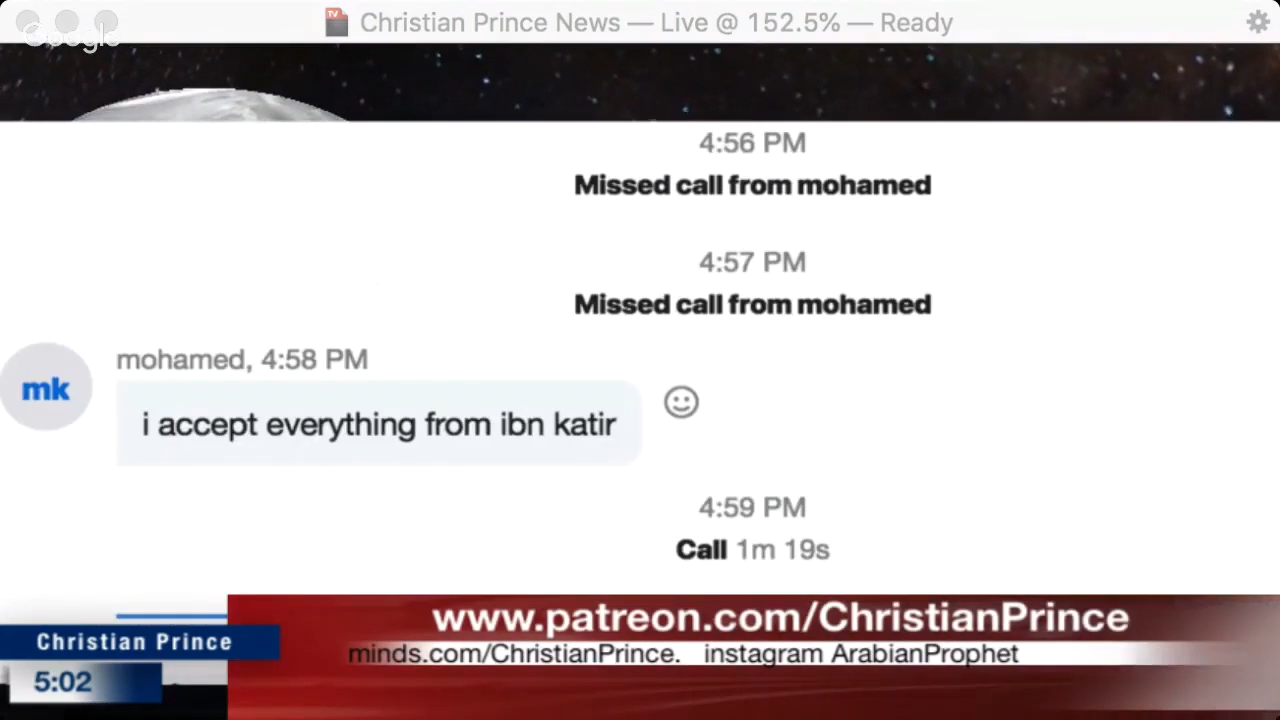 Christian Prince News — Live @ 152.5% — Ready
Google
4:56 PM
Missed call from mohamed
4:57 PM
Missed call from mohamed
mohamed, 4:58 PM
mk
i accept everything from ibn katir
4:59 PM
Call 1m 19s
www.patreon.com/ChristianPrince
Christian Prince
minds.com/ChristianPrince. instagram ArabianProphet
5:02